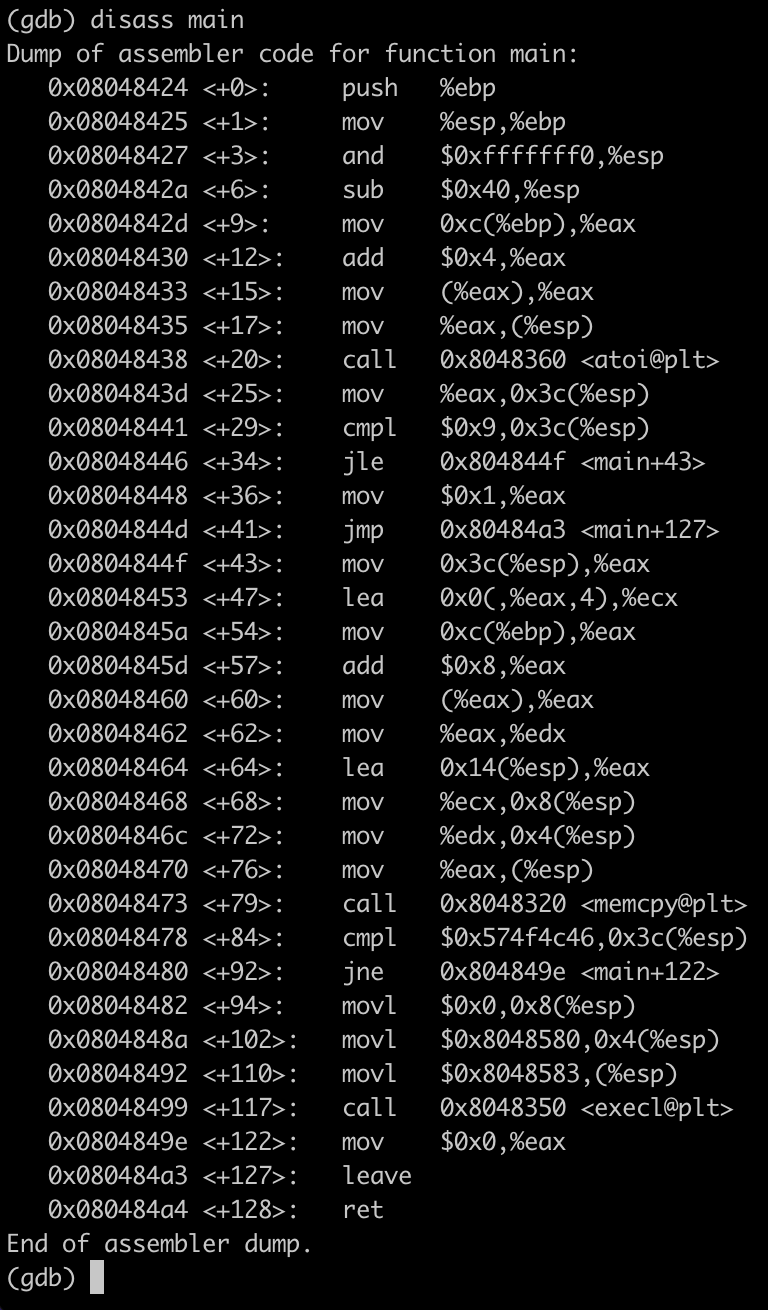 (gdb) disass main
Dump of assembler code for function main:
   0x08048424 <+0>:     push   %ebp
   0x08048425 <+1>:     mov    %esp,%ebp
   0x08048427 <+3>:     and    $0xfffffff0,%esp
   0x0804842a <+6>:     sub    $0x40,%esp
   0x0804842d <+9>:     mov    0xc(%ebp),%eax
   0x08048430 <+12>:    add    $0x4,%eax
   0x08048433 <+15>:    mov    (%eax),%eax
   0x08048435 <+17>:    mov    %eax,(%esp)
   0x08048438 <+20>:    call   0x8048360 <atoi@plt>
   0x0804843d <+25>:    mov    %eax,0x3c(%esp)
   0x08048441 <+29>:    cmpl   $0x9,0x3c(%esp)
   0x08048446 <+34>:    jle    0x804844f <main+43>
   0x08048448 <+36>:    mov    $0x1,%eax
   0x0804844d <+41>:    jmp    0x80484a3 <main+127>
   0x0804844f <+43>:    mov    0x3c(%esp),%eax
   0x08048453 <+47>:    lea    0x0(,%eax,4),%ecx
   0x0804845a <+54>:    mov    0xc(%ebp),%eax
   0x0804845d <+57>:    add    $0x8,%eax
   0x08048460 <+60>:    mov    (%eax),%eax
   0x08048462 <+62>:    mov    %eax,%edx
   0x08048464 <+64>:    lea    0x14(%esp),%eax
   0x08048468 <+68>:    mov    %ecx,0x8(%esp)
   0x0804846c <+72>:    mov    %edx,0x4(%esp)
   0x08048470 <+76>:    mov    %eax,(%esp)
   0x08048473 <+79>:    call   0x8048320 <memcpy@plt>
   0x08048478 <+84>:    cmpl   $0x574f4c46,0x3c(%esp)
   0x08048480 <+92>:    jne    0x804849e <main+122>
   0x08048482 <+94>:    movl   $0x0,0x8(%esp)
   0x0804848a <+102>:   movl   $0x8048580,0x4(%esp)
   0x08048492 <+110>:   movl   $0x8048583,(%esp)
   0x08048499 <+117>:   call   0x8048350 <execl@plt>
   0x0804849e <+122>:   mov    $0x0,%eax
   0x080484a3 <+127>:   leave
   0x080484a4 <+128>:   ret
End of assembler dump.
(gdb)